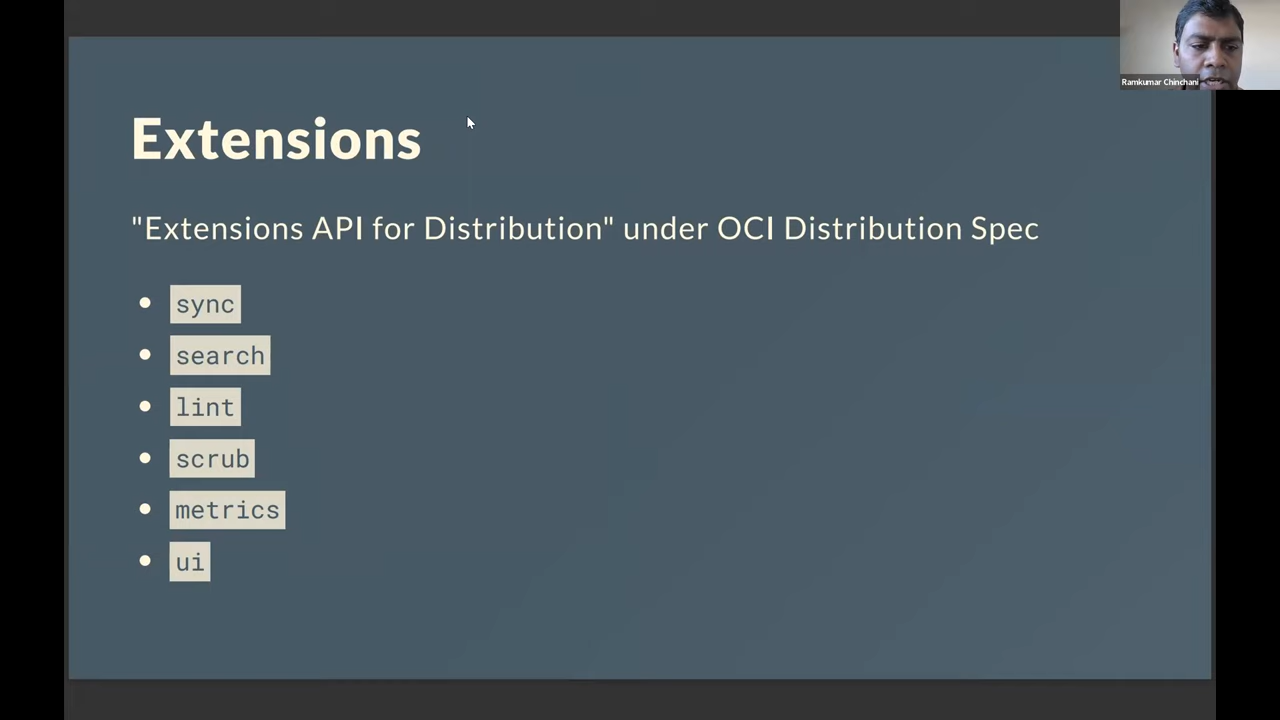 Ramkumar Chinchani
Extensions
"Extensions API for Distribution" under OCI Distribution Spec
• sync
• search
• lint
• scrub
• metrics
• ui